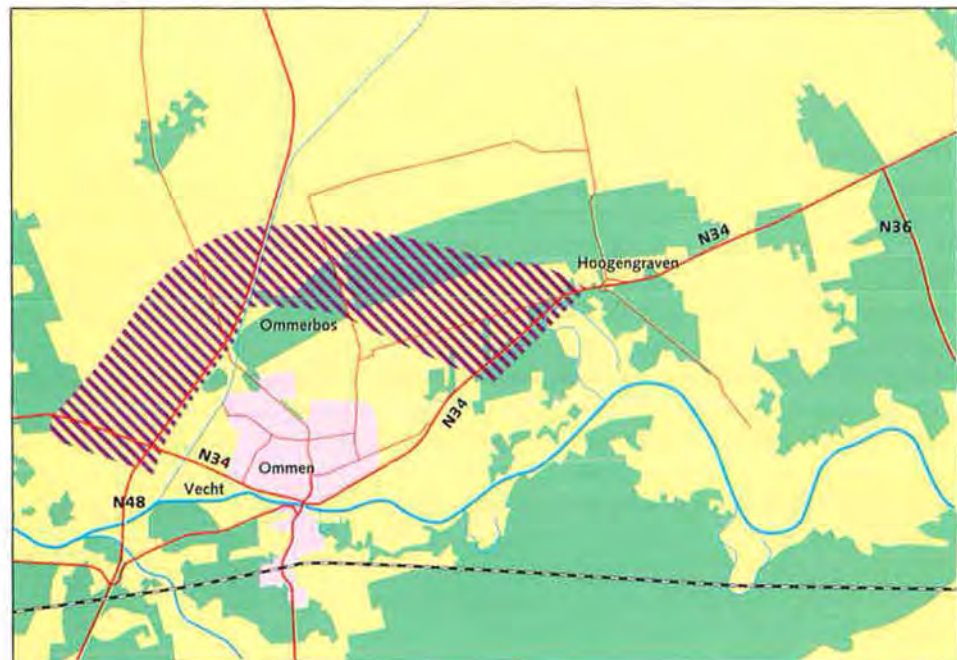 N34
N36
Hoogengraven
Ommerbos
N34
N34
Ommen
Vecht
N48